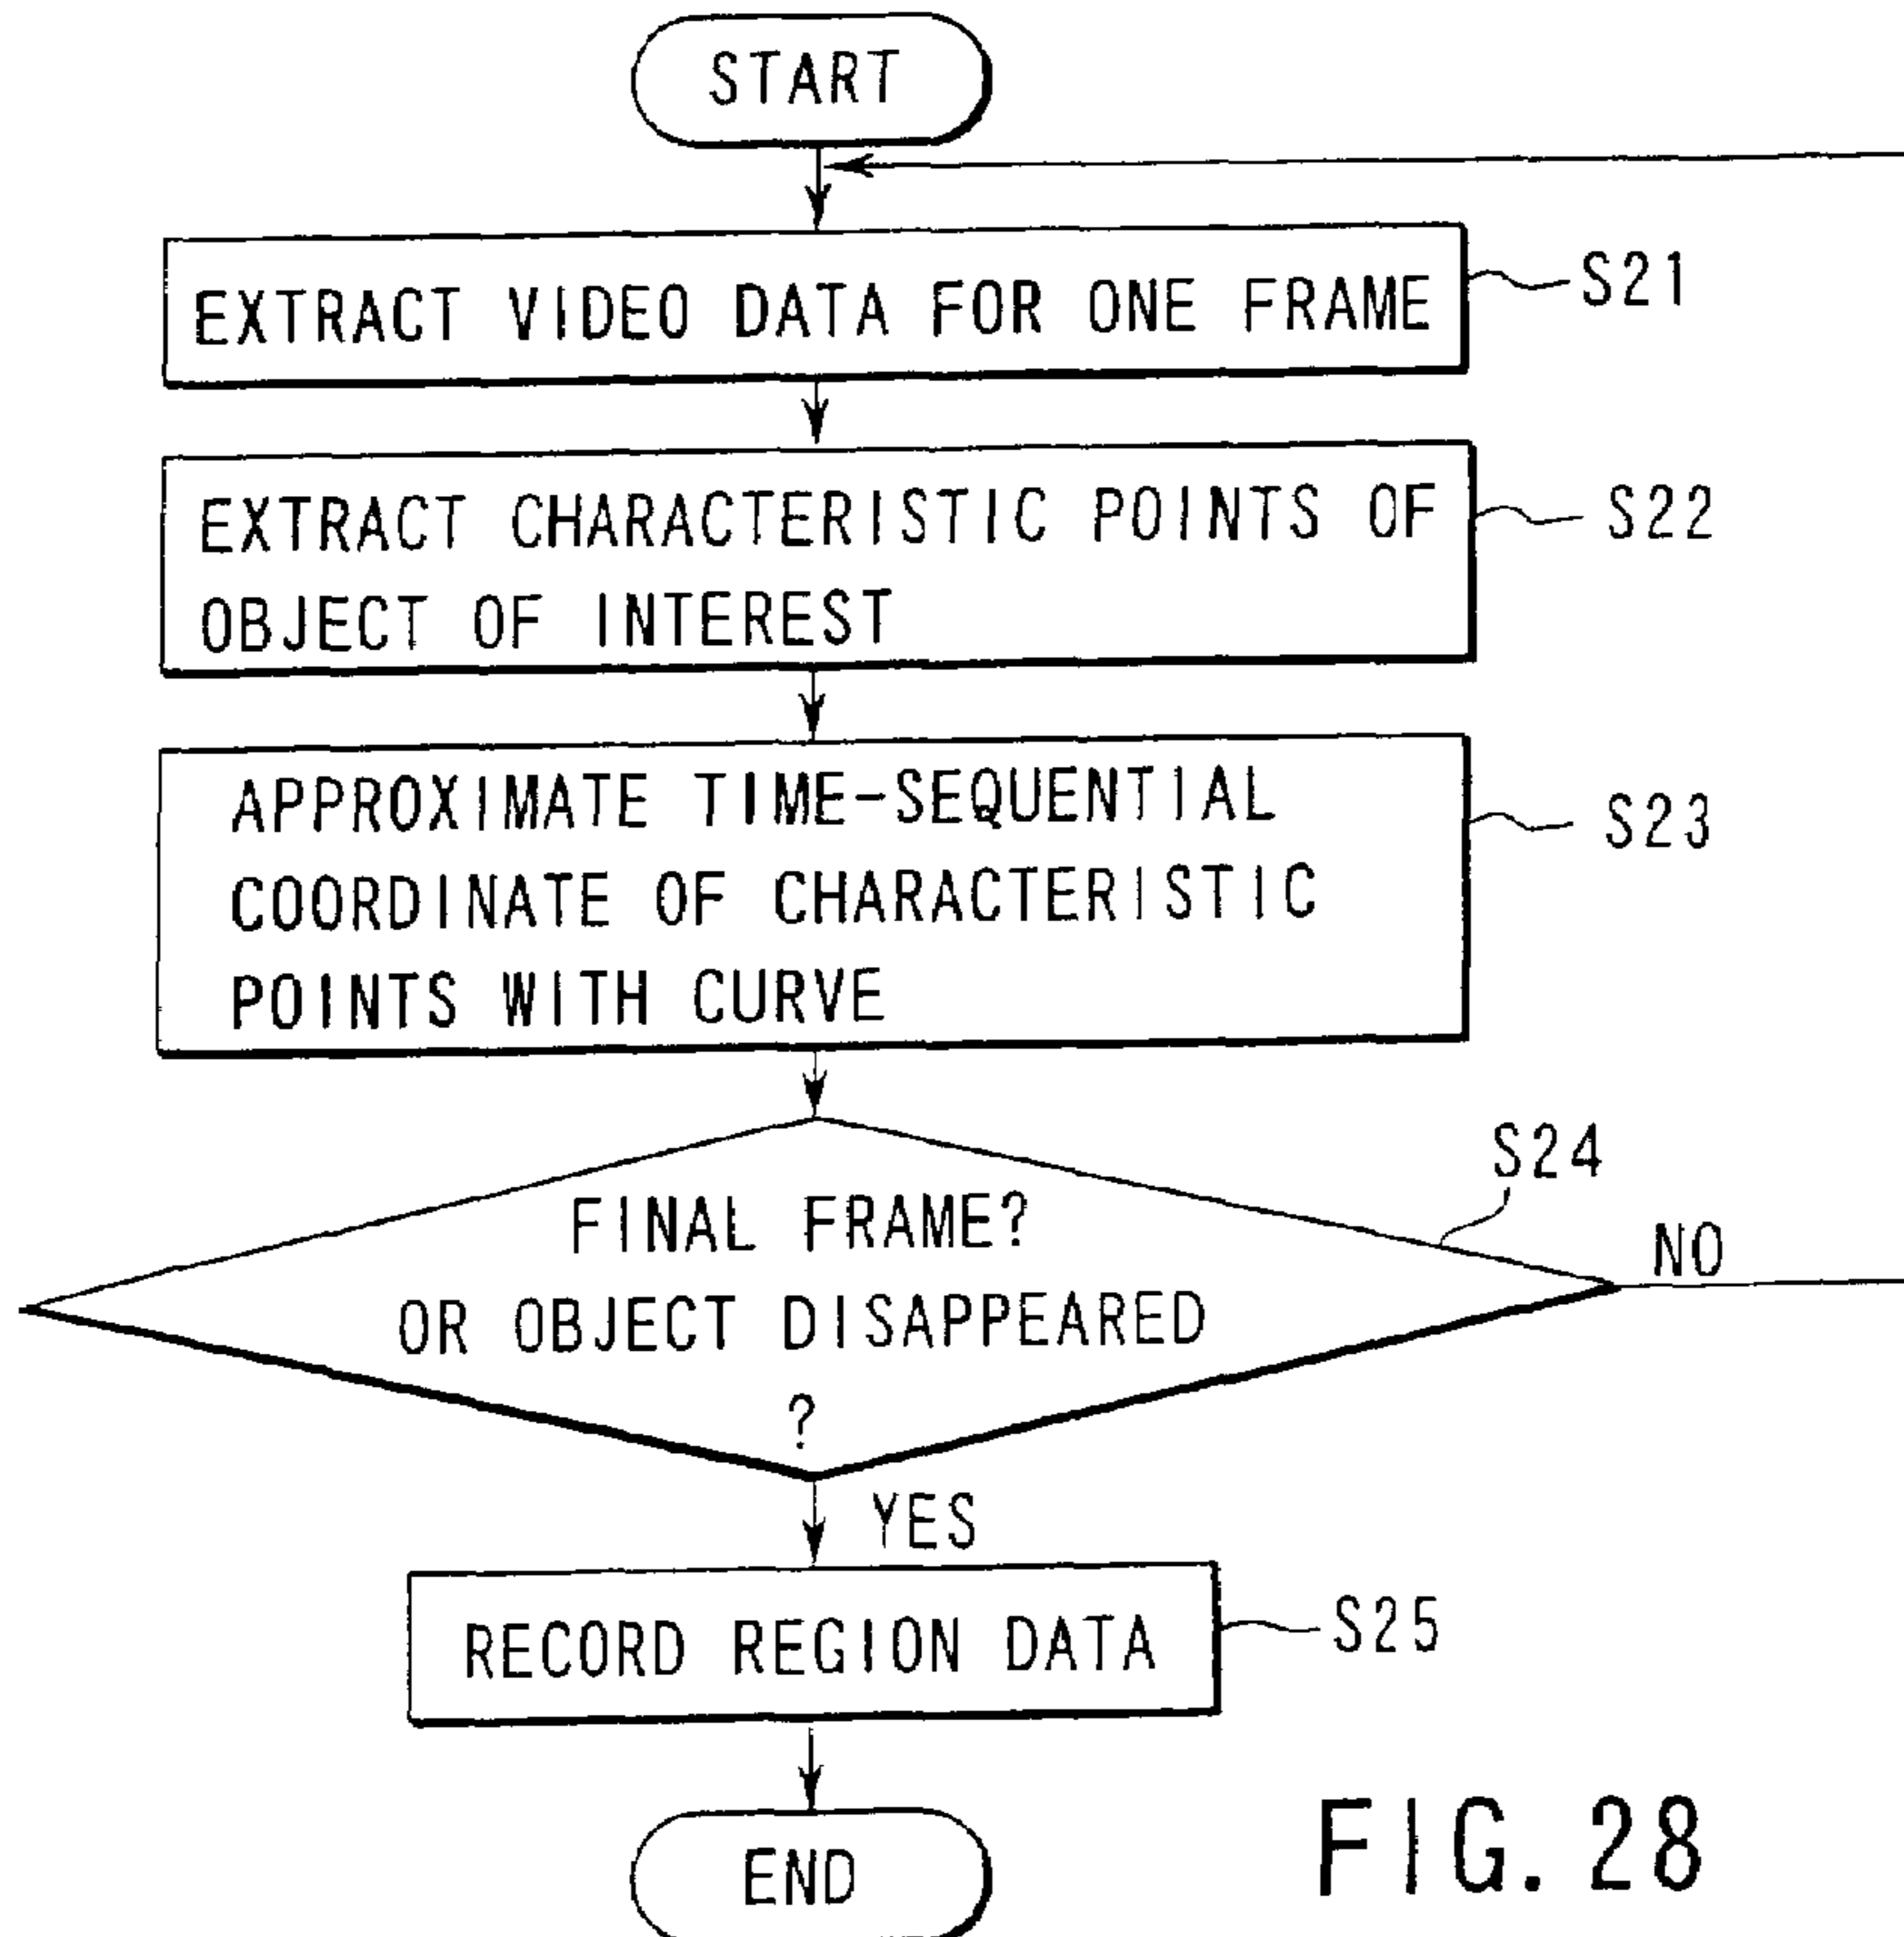 START
EXTRACT VIDEO DATA FOR ONE FRAME
S21
EXTRACT CHARACTERISTIC POINTS OF
OBJECT OF INTEREST
S22
APPROXIMATE TIME-SEQUENTIAL
COORDINATE OF CHARACTERISTIC
POINTS WITH CURVE
S23
S24
FINAL FRAME?
OR OBJECT DISAPPEARED
?
NO
YES
RECORD REGION DATA
S25
END
FIG. 28